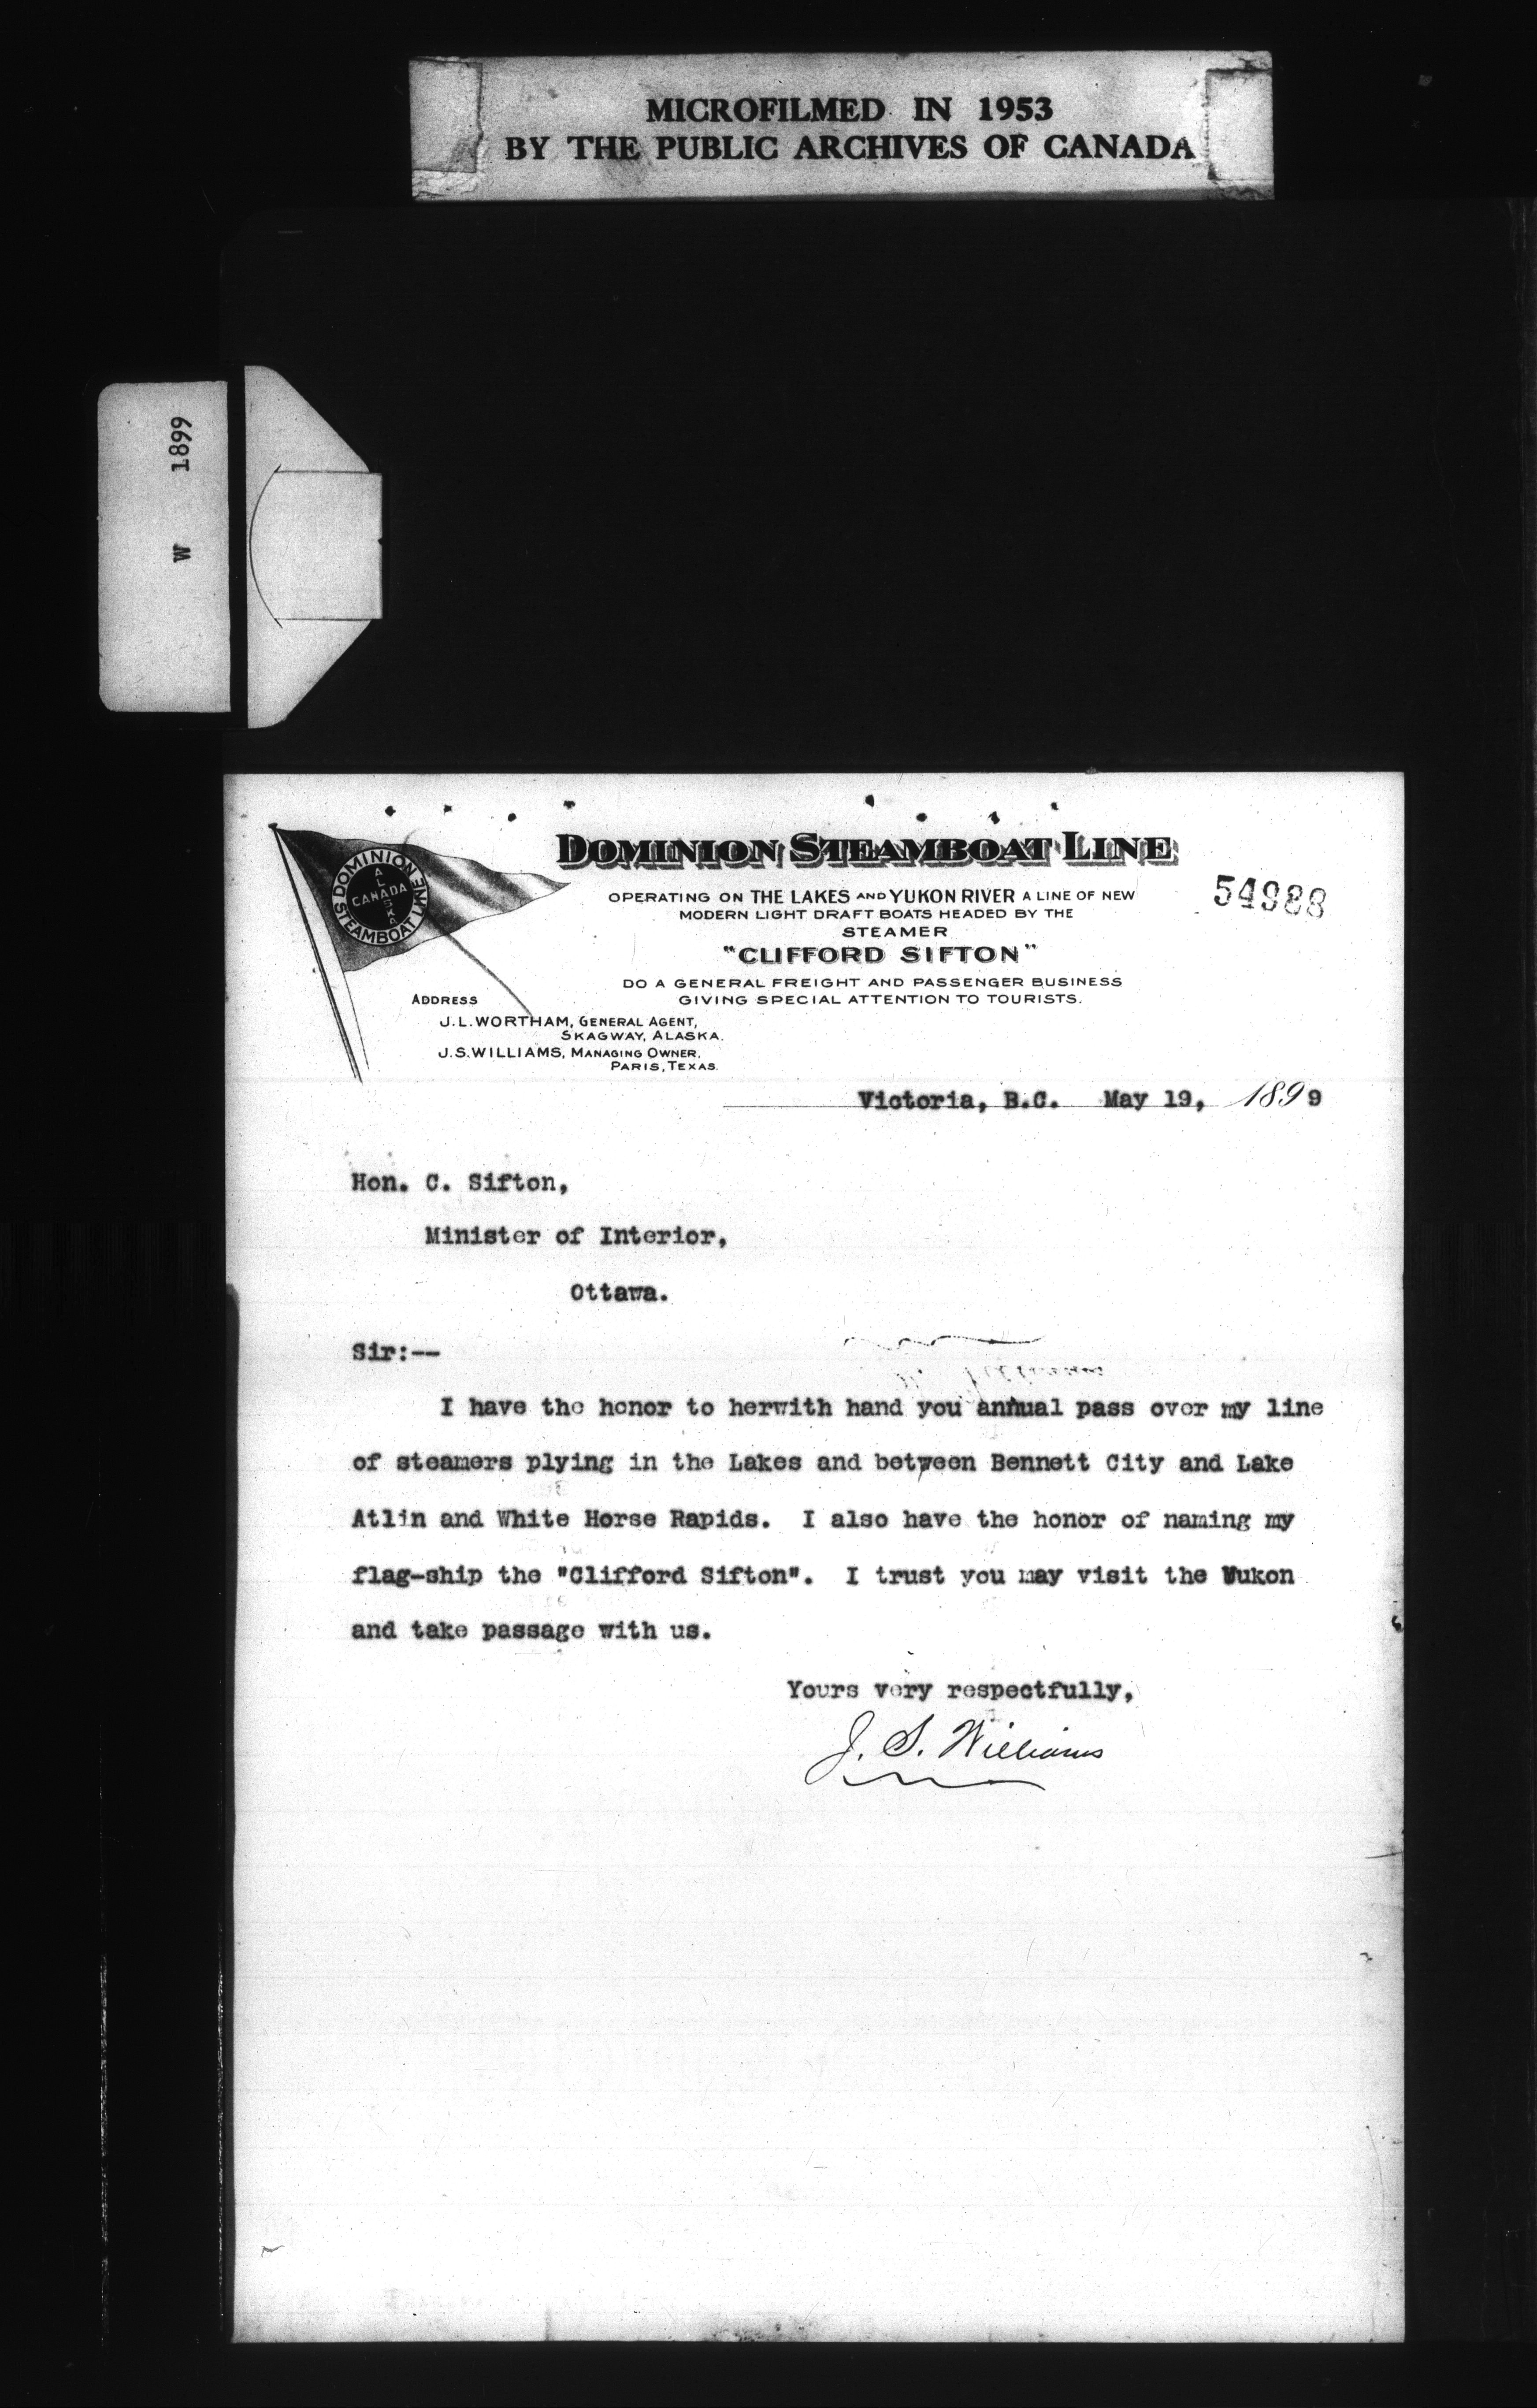 MICROFILMED IN 1953
BY THE PUBLIC ARCHIVES OF CANADA
W 1899
DOMINION STEAMBOAT LINE
CANADA
ALASKA
DOMINION STEAMBOAT LINE
OPERATING ON THE LAKES AND YUKON RIVER A LINE OF NEW
MODERN LIGHT DRAFT BOATS HEADED BY THE
STEAMER
"CLIFFORD SIFTON"
DO A GENERAL FREIGHT AND PASSENGER BUSINESS
GIVING SPECIAL ATTENTION TO TOURISTS.
54988
ADDRESS
J.L. WORTHAM, GENERAL AGENT,
SKAGWAY, ALASKA.
J.S. WILLIAMS, MANAGING OWNER,
PARIS, TEXAS.
Victoria, B.C. May 19, 1899
Hon. C. Sifton,
Minister of Interior,
Ottawa.
Sir:--
I have the honor to herwith hand you annual pass over my line
of steamers plying in the Lakes and between Bennett City and Lake
Atlin and White Horse Rapids. I also have the honor of naming my
flag-ship the "Clifford Sifton". I trust you may visit the Yukon
and take passage with us.
Yours very respectfully,
J. S. Williams